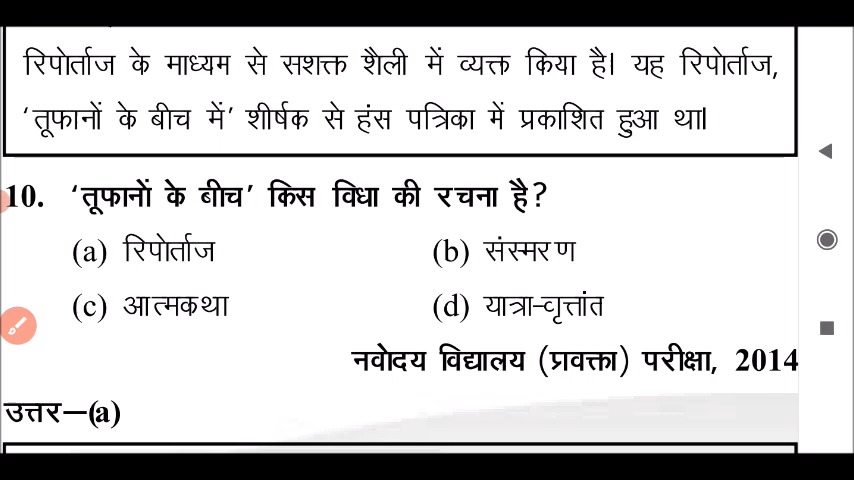 रिपोर्ताज के माध्यम से सशक्त शैली में व्यक्त किया है। यह रिपोर्ताज,
‘तूफानों के बीच में’ शीर्षक से हंस पत्रिका में प्रकाशित हुआ था।
10. ‘तूफानों के बीच’ किस विधा की रचना है?
(a) रिपोर्ताज (b) संस्मरण
(c) आत्मकथा (d) यात्रा-वृत्तांत
नवोदय विद्यालय (प्रवक्ता) परीक्षा, 2014
उत्तर—(a)